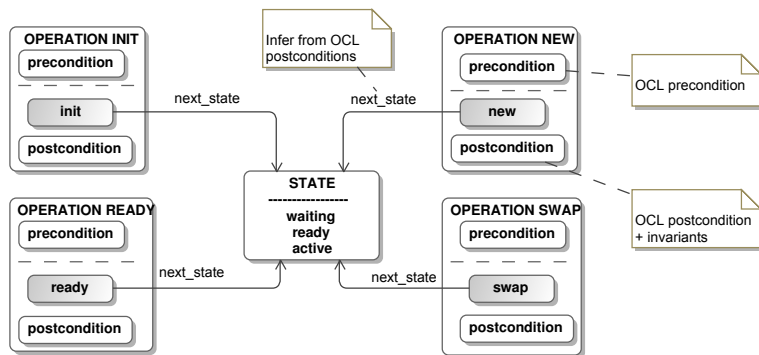 OPERATION INIT
precondition
init
postcondition
next_state
Infer from OCL
postconditions
next_state
OPERATION NEW
precondition
new
postcondition
OCL precondition
OCL postcondition
+ invariants
STATE
------------------
waiting
ready
active
OPERATION READY
precondition
ready
postcondition
next_state
next_state
OPERATION SWAP
precondition
swap
postcondition